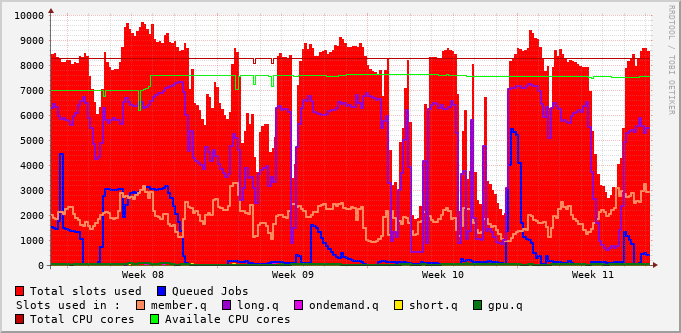 10000
9000
8000
7000
6000
5000
4000
3000
2000
1000
0
Week 08 Week 09 Week 10 Week 11
Total slots used Queued Jobs
Slots used in : member.q long.q ondemand.q short.q gpu.q
Total CPU cores Availale CPU cores
RRDTOOL / TOBI OETIKER